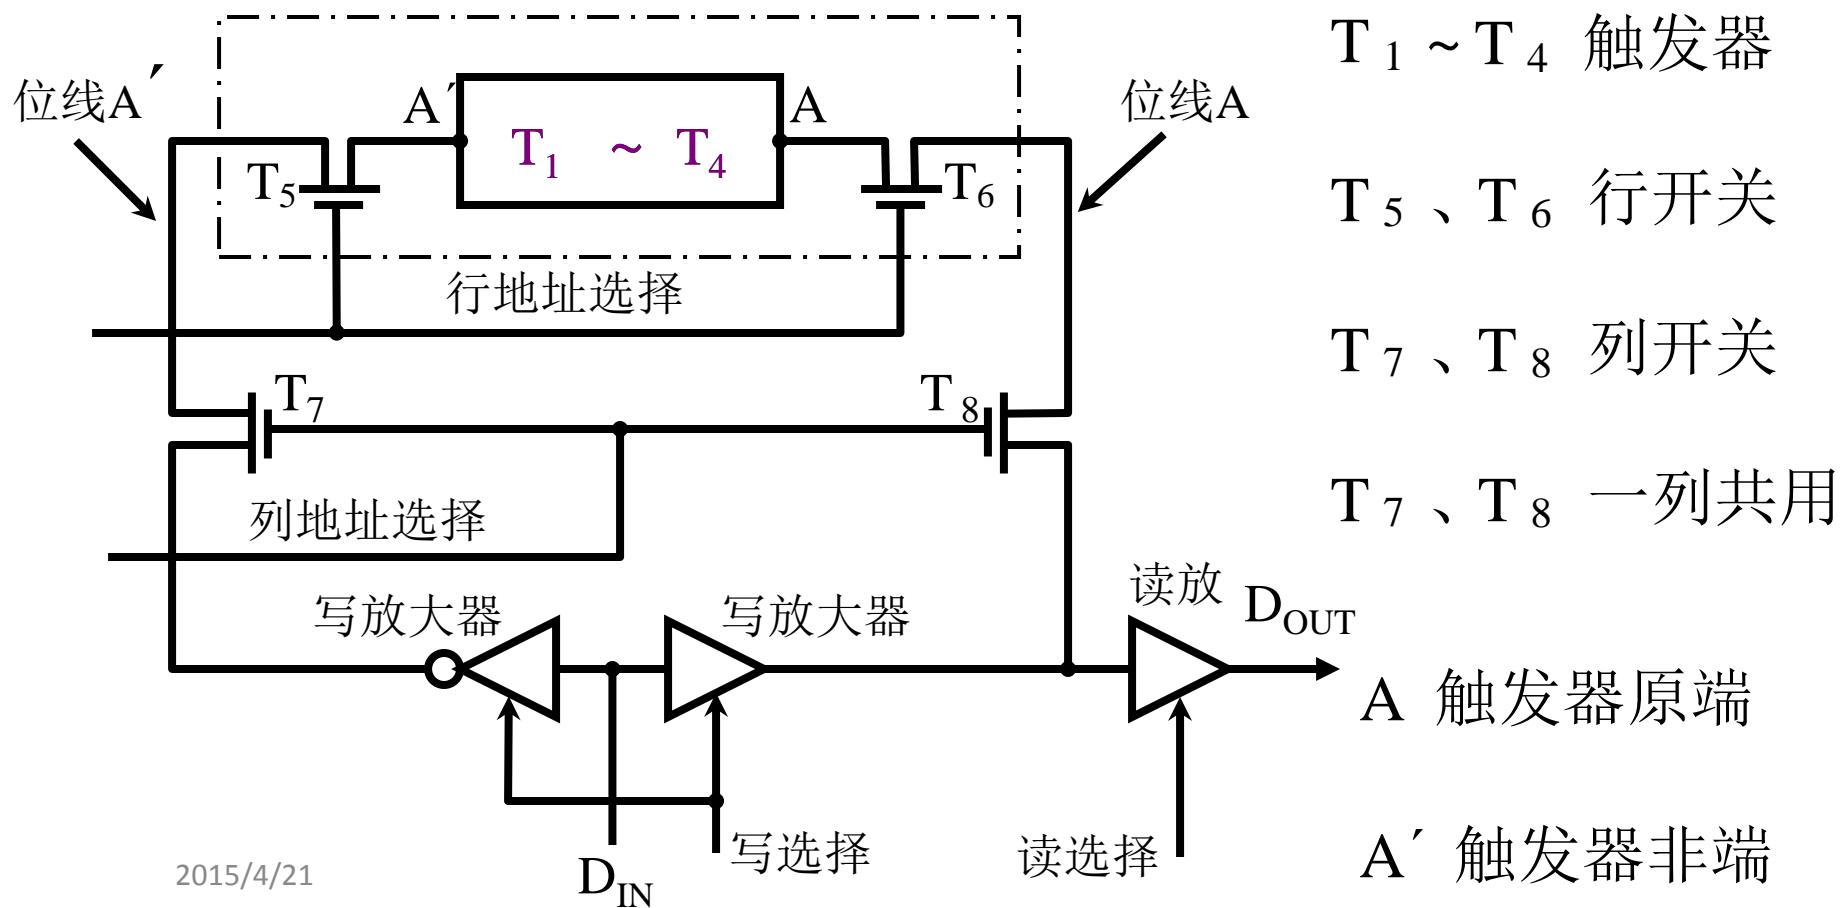 T1 ~ T4 触发器
位线A′
A′
A
位线A
T1 ~ T4
T5
T6
T5 、T6 行开关
行地址选择
T7 、T8 列开关
T7
T8
列地址选择
T7 、T8 一列共用
写放大器
写放大器
读放
DOUT
A 触发器原端
写选择
读选择
A′ 触发器非端
DIN
2015/4/21